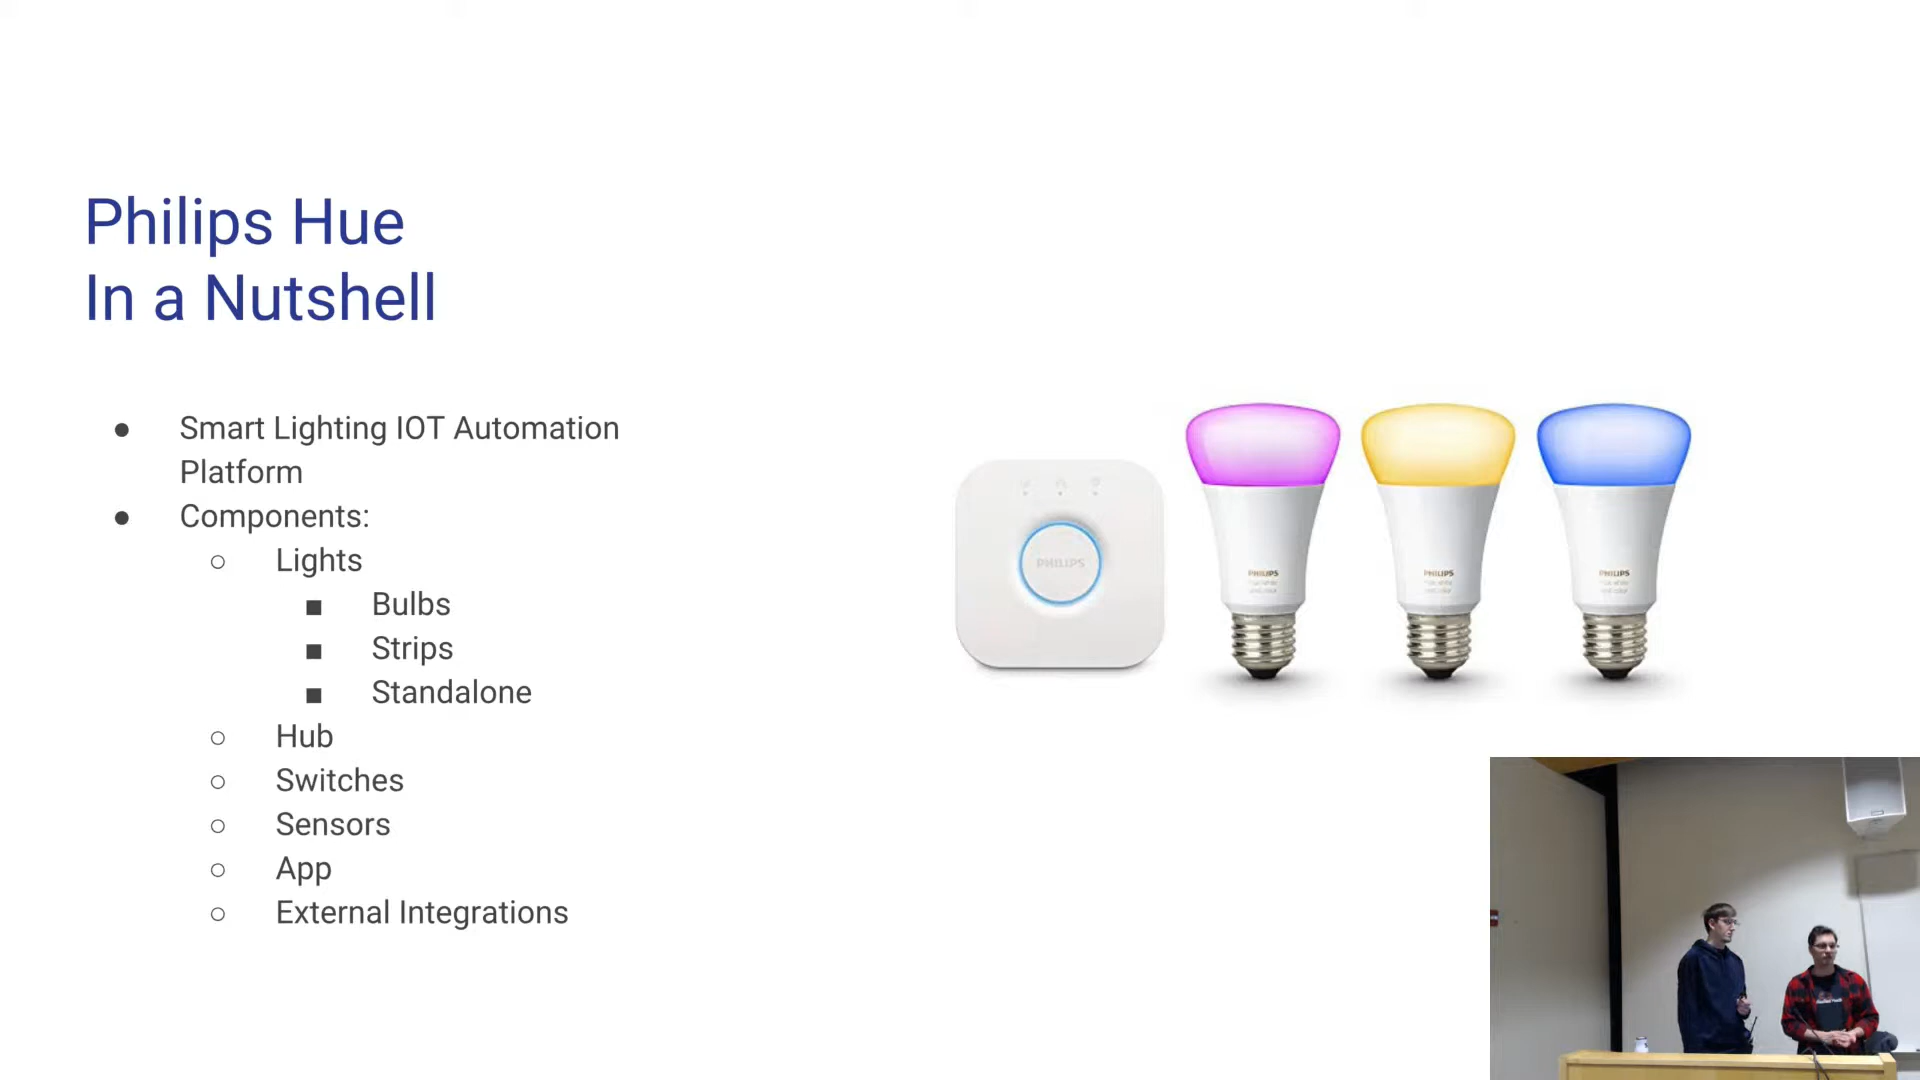 Philips Hue
In a Nutshell
● Smart Lighting IOT Automation
Platform
● Components:
○ Lights
■ Bulbs
■ Strips
■ Standalone
○ Hub
○ Switches
○ Sensors
○ App
○ External Integrations
PHILIPS
PHILIPS
PHILIPS
PHILIPS